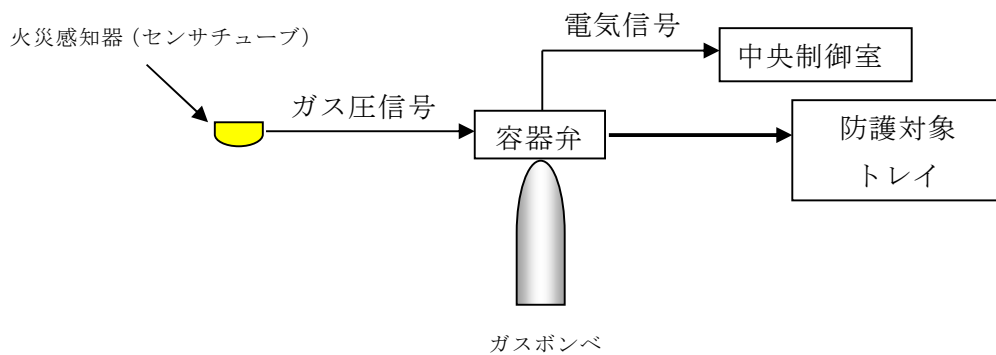 火災感知器（センサチューブ）
電気信号
中央制御室
ガス圧信号
容器弁
防護対象
トレイ
ガスボンベ